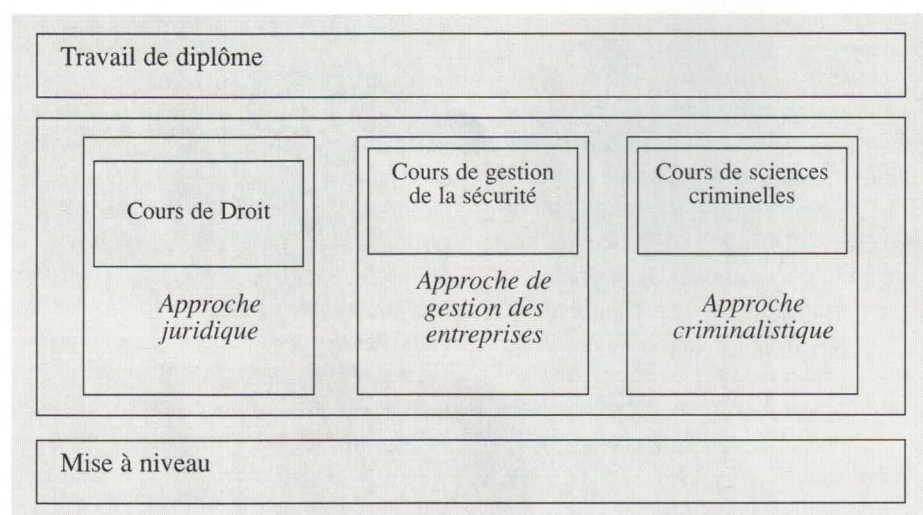 Travail de diplôme
Cours de Droit
Approche
juridique
Cours de gestion
de la sécurité
Approche de
gestion des
entreprises
Cours de sciences
criminelles
Approche
criminalistique
Mise à niveau